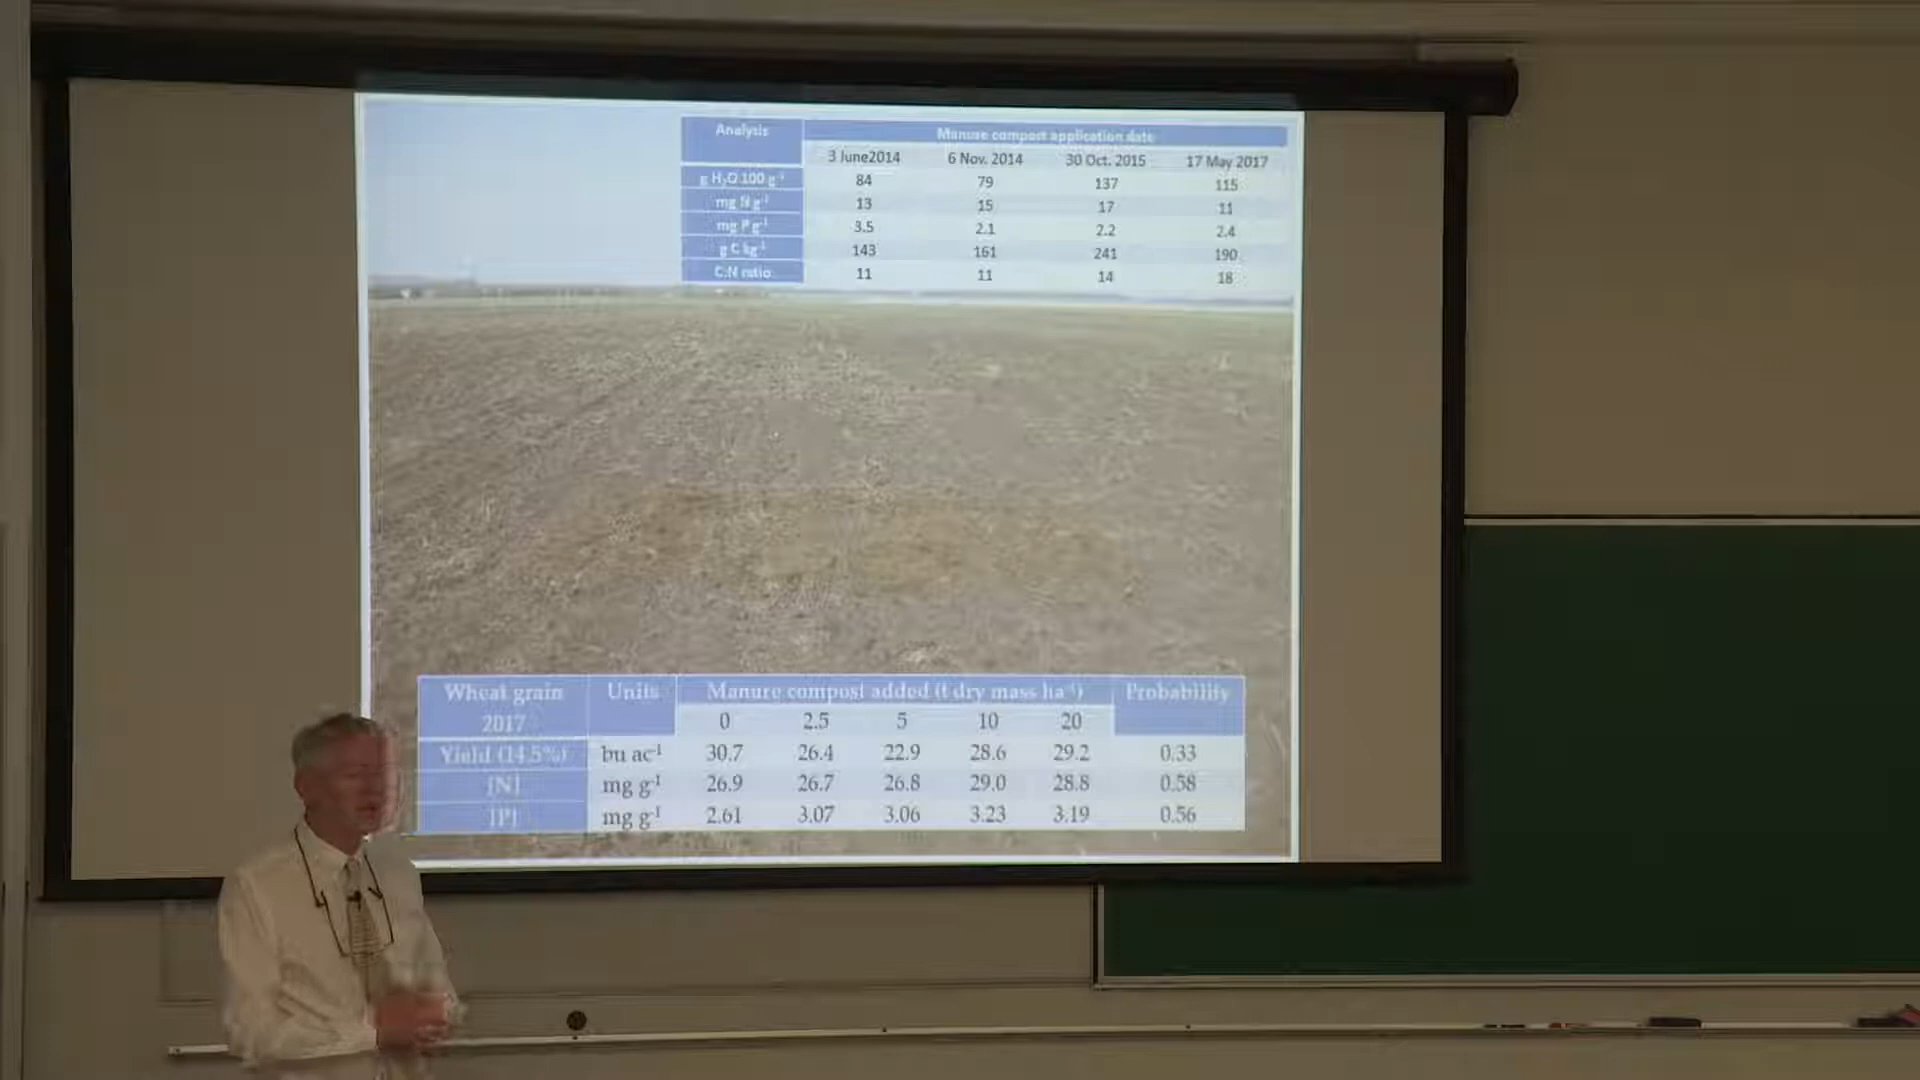 Analysis Manure compost application date
3 June2014 6 Nov. 2014 30 Oct. 2015 17 May 2017
g H₂O 100 g⁻¹ 84 79 137 115
mg N g⁻¹ 13 15 17 11
mg P g⁻¹ 3.5 2.1 2.2 2.4
g C kg⁻¹ 143 161 241 190
C:N ratio 11 11 14 18
Wheat grain Units Manure compost added (t dry mass ha⁻¹) Probability
2017 0 2.5 5 10 20
Yield (14.5%) bu ac⁻¹ 30.7 26.4 22.9 28.6 29.2 0.33
[N] mg g⁻¹ 26.9 26.7 26.8 29.0 28.8 0.58
[P] mg g⁻¹ 2.61 3.07 3.06 3.23 3.19 0.56